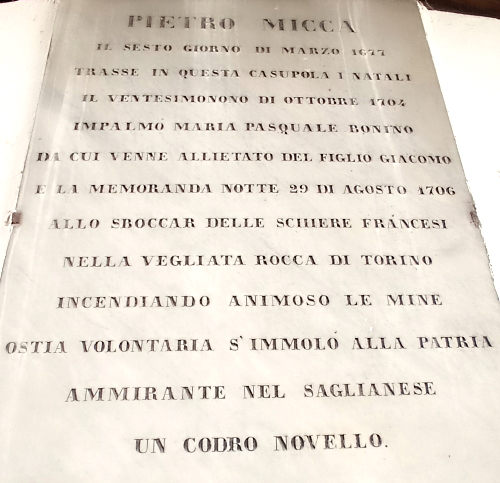 PIETRO MICCA
IL SESTO GIORNO DI MARZO 1677
TRASSE IN QUESTA CASUPOLA I NATALI
IL VENTESIMONONO DI OTTOBRE 1704
IMPALMÓ MARIA PASQUALE BONINO
DA CUI VENNE ALLIETATO DEL FIGLIO GIACOMO
E LA MEMORANDA NOTTE 29 DI AGOSTO 1706
ALLO SBOCCAR DELLE SCHIERE FRANCESI
NELLA VEGLIATA ROCCA DI TORINO
INCENDIANDO ANIMOSO LE MINE
OSTIA VOLONTARIA S'IMMOLÓ ALLA PATRIA
AMMIRANTE NEL SAGLIANESE
UN CODRO NOVELLO.